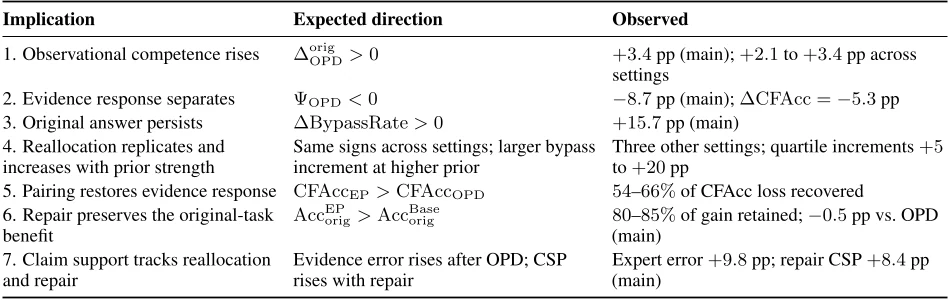 Implication Expected direction Observed
1. Observational competence rises Δ^orig_OPD > 0 +3.4 pp (main); +2.1 to +3.4 pp across
settings
2. Evidence response separates Ψ_OPD < 0 −8.7 pp (main); ΔCFAcc = −5.3 pp
3. Original answer persists ΔBypassRate > 0 +15.7 pp (main)
4. Reallocation replicates and Same signs across settings; larger bypass Three other settings; quartile increments +5
increases with prior strength increment at higher prior to +20 pp
5. Pairing restores evidence response CFAcc_EP > CFAcc_OPD 54–66% of CFAcc loss recovered
6. Repair preserves the original-task Acc^EP_orig > Acc^Base_orig 80–85% of gain retained; −0.5 pp vs. OPD
benefit (main)
7. Claim support tracks reallocation Evidence error rises after OPD; CSP Expert error +9.8 pp; repair CSP +8.4 pp
and repair rises with repair (main)